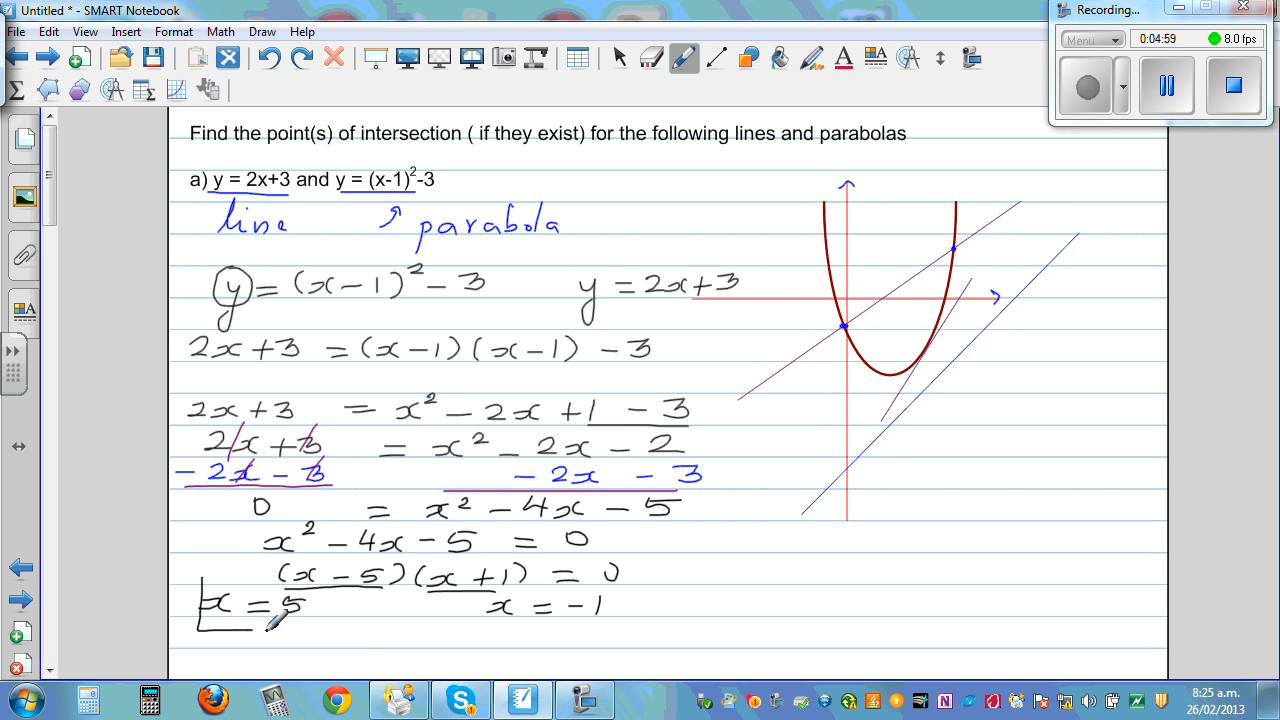 Untitled * - SMART Notebook
Recording...
File Edit View Insert Format Math Tools Draw Help
Menu 0:04:59 8.0 fps
Find the point(s) of intersection ( if they exist) for the following lines and parabolas
a) y = 2x+3 and y = (x-1)²-3
line parabola
y = (x-1)² - 3 y = 2x+3
2x+3 = (x-1)(x-1) - 3
2x+3 = x² - 2x + 1 - 3
2x+3 = x² - 2x - 2
- 2x - 3 - 2x - 3
0 = x² - 4x - 5
x² - 4x - 5 = 0
(x - 5)(x + 1) = 0
x = 5 x = -1
8:25 a.m.
26/02/2013